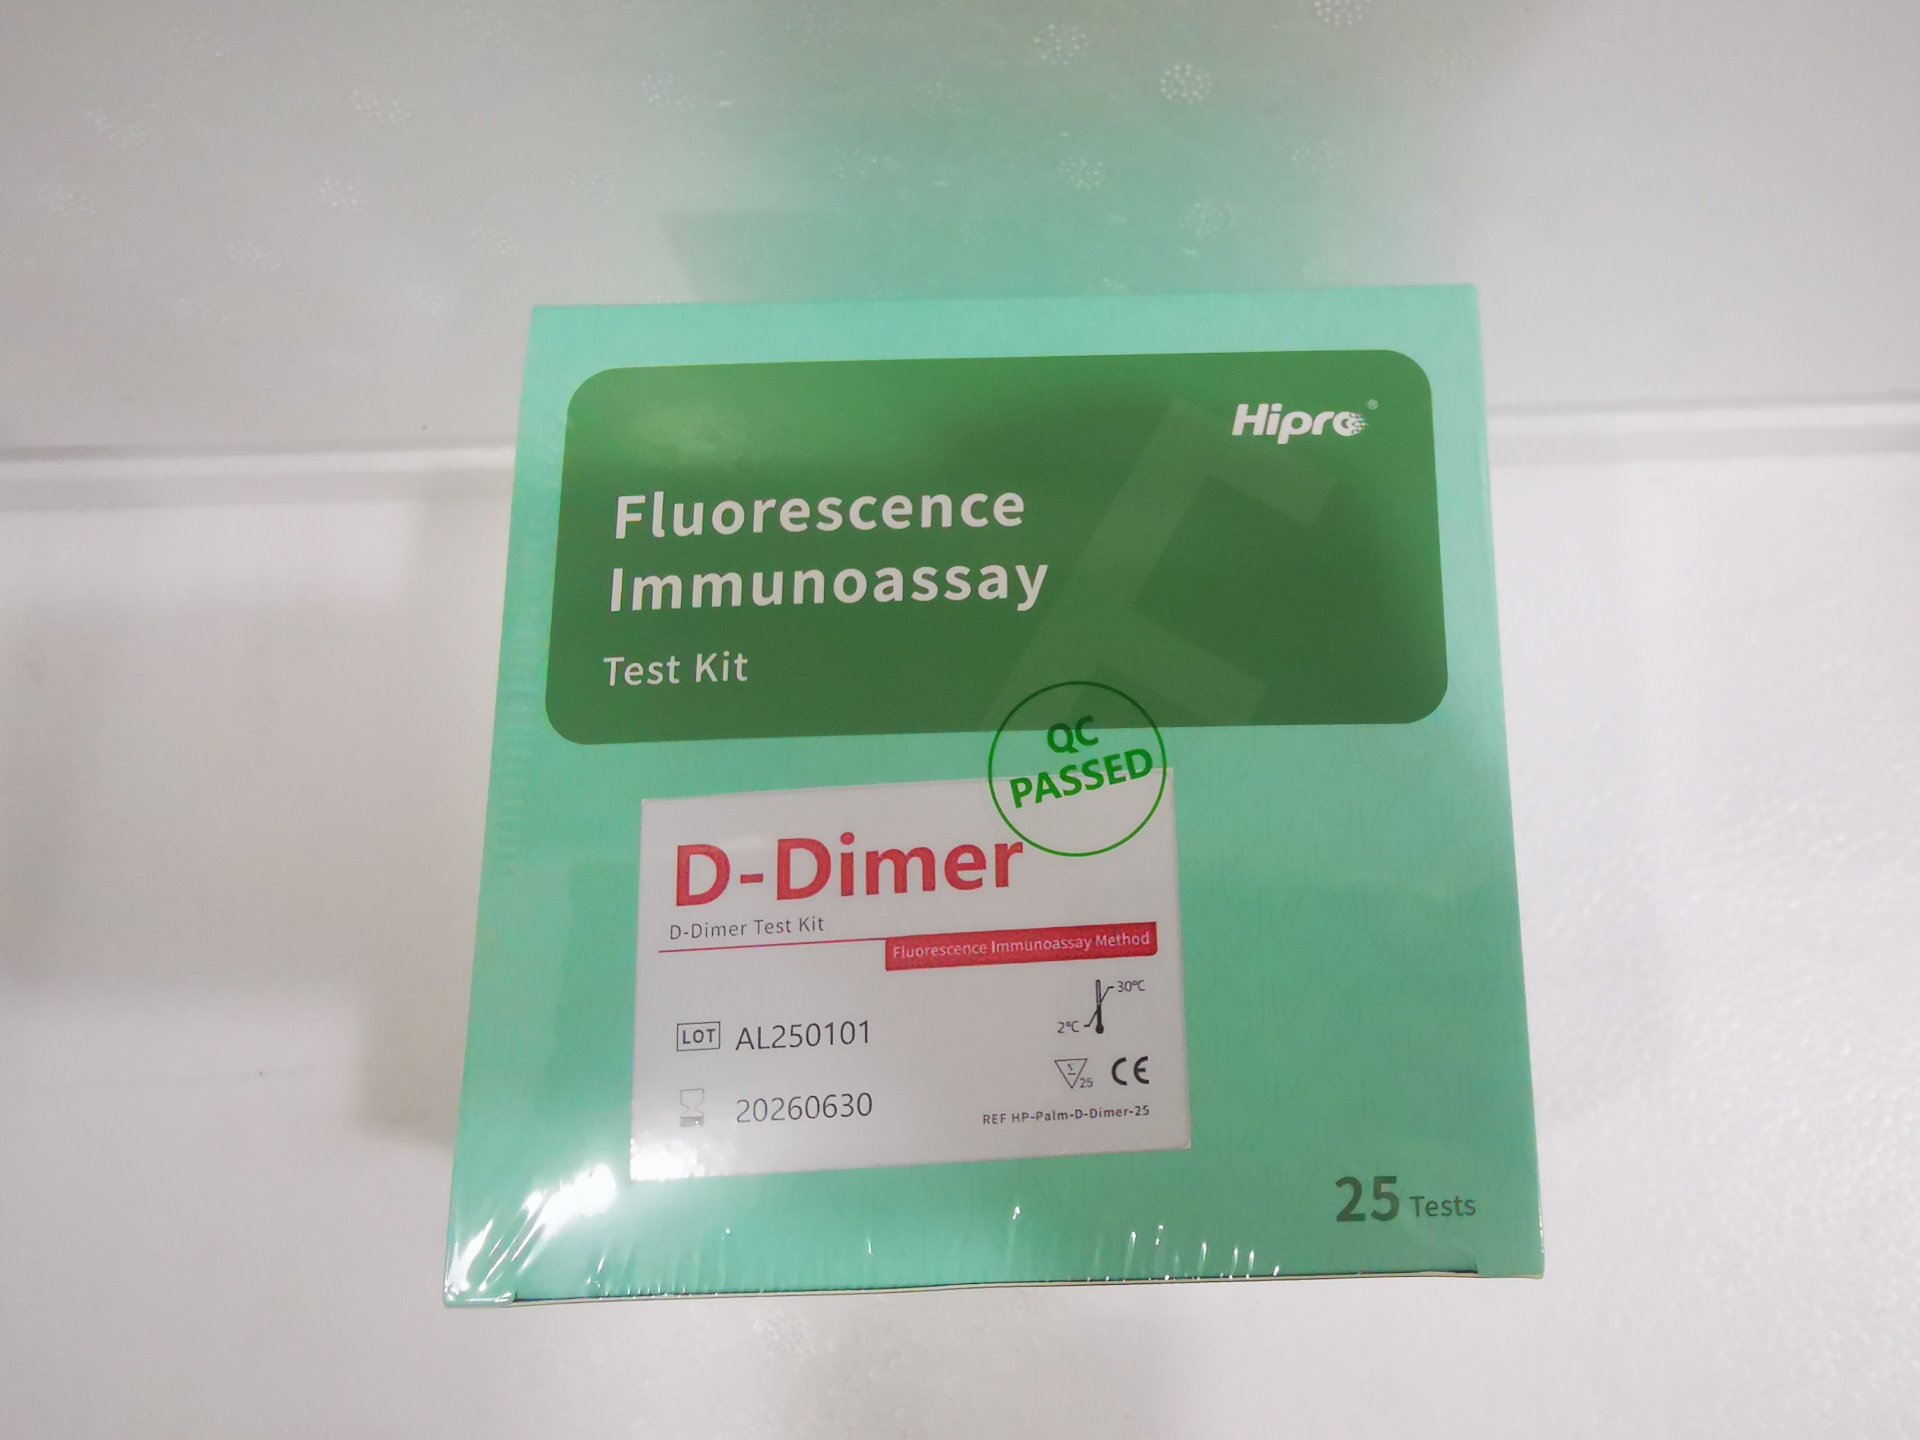 Hipro®
Fluorescence
Immunoassay
Test Kit
QC
PASSED
D-Dimer
D-Dimer Test Kit
Fluorescence Immunoassay Method
30°C
2°C
LOT AL250101
Σ 25 CE
20260630
REF HP-Palm-D-Dimer-25
25 Tests